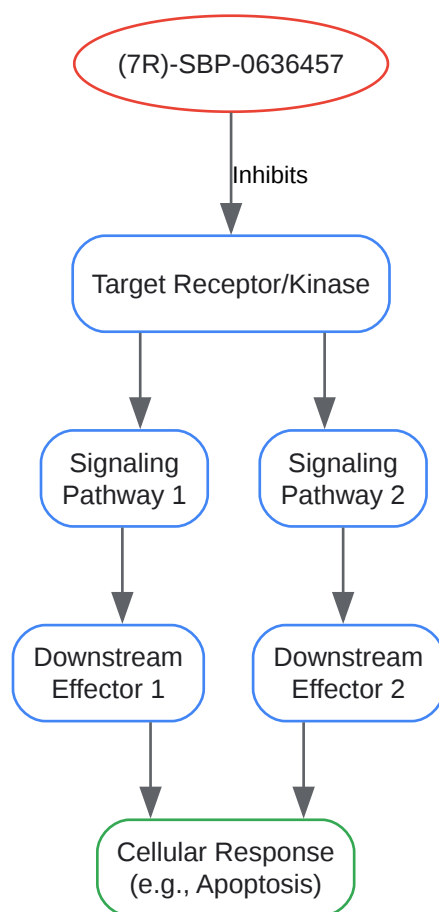 (7R)-SBP-0636457
Inhibits
Target Receptor/Kinase
Signaling
Pathway 1
Signaling
Pathway 2
Downstream
Effector 1
Downstream
Effector 2
Cellular Response
(e.g., Apoptosis)